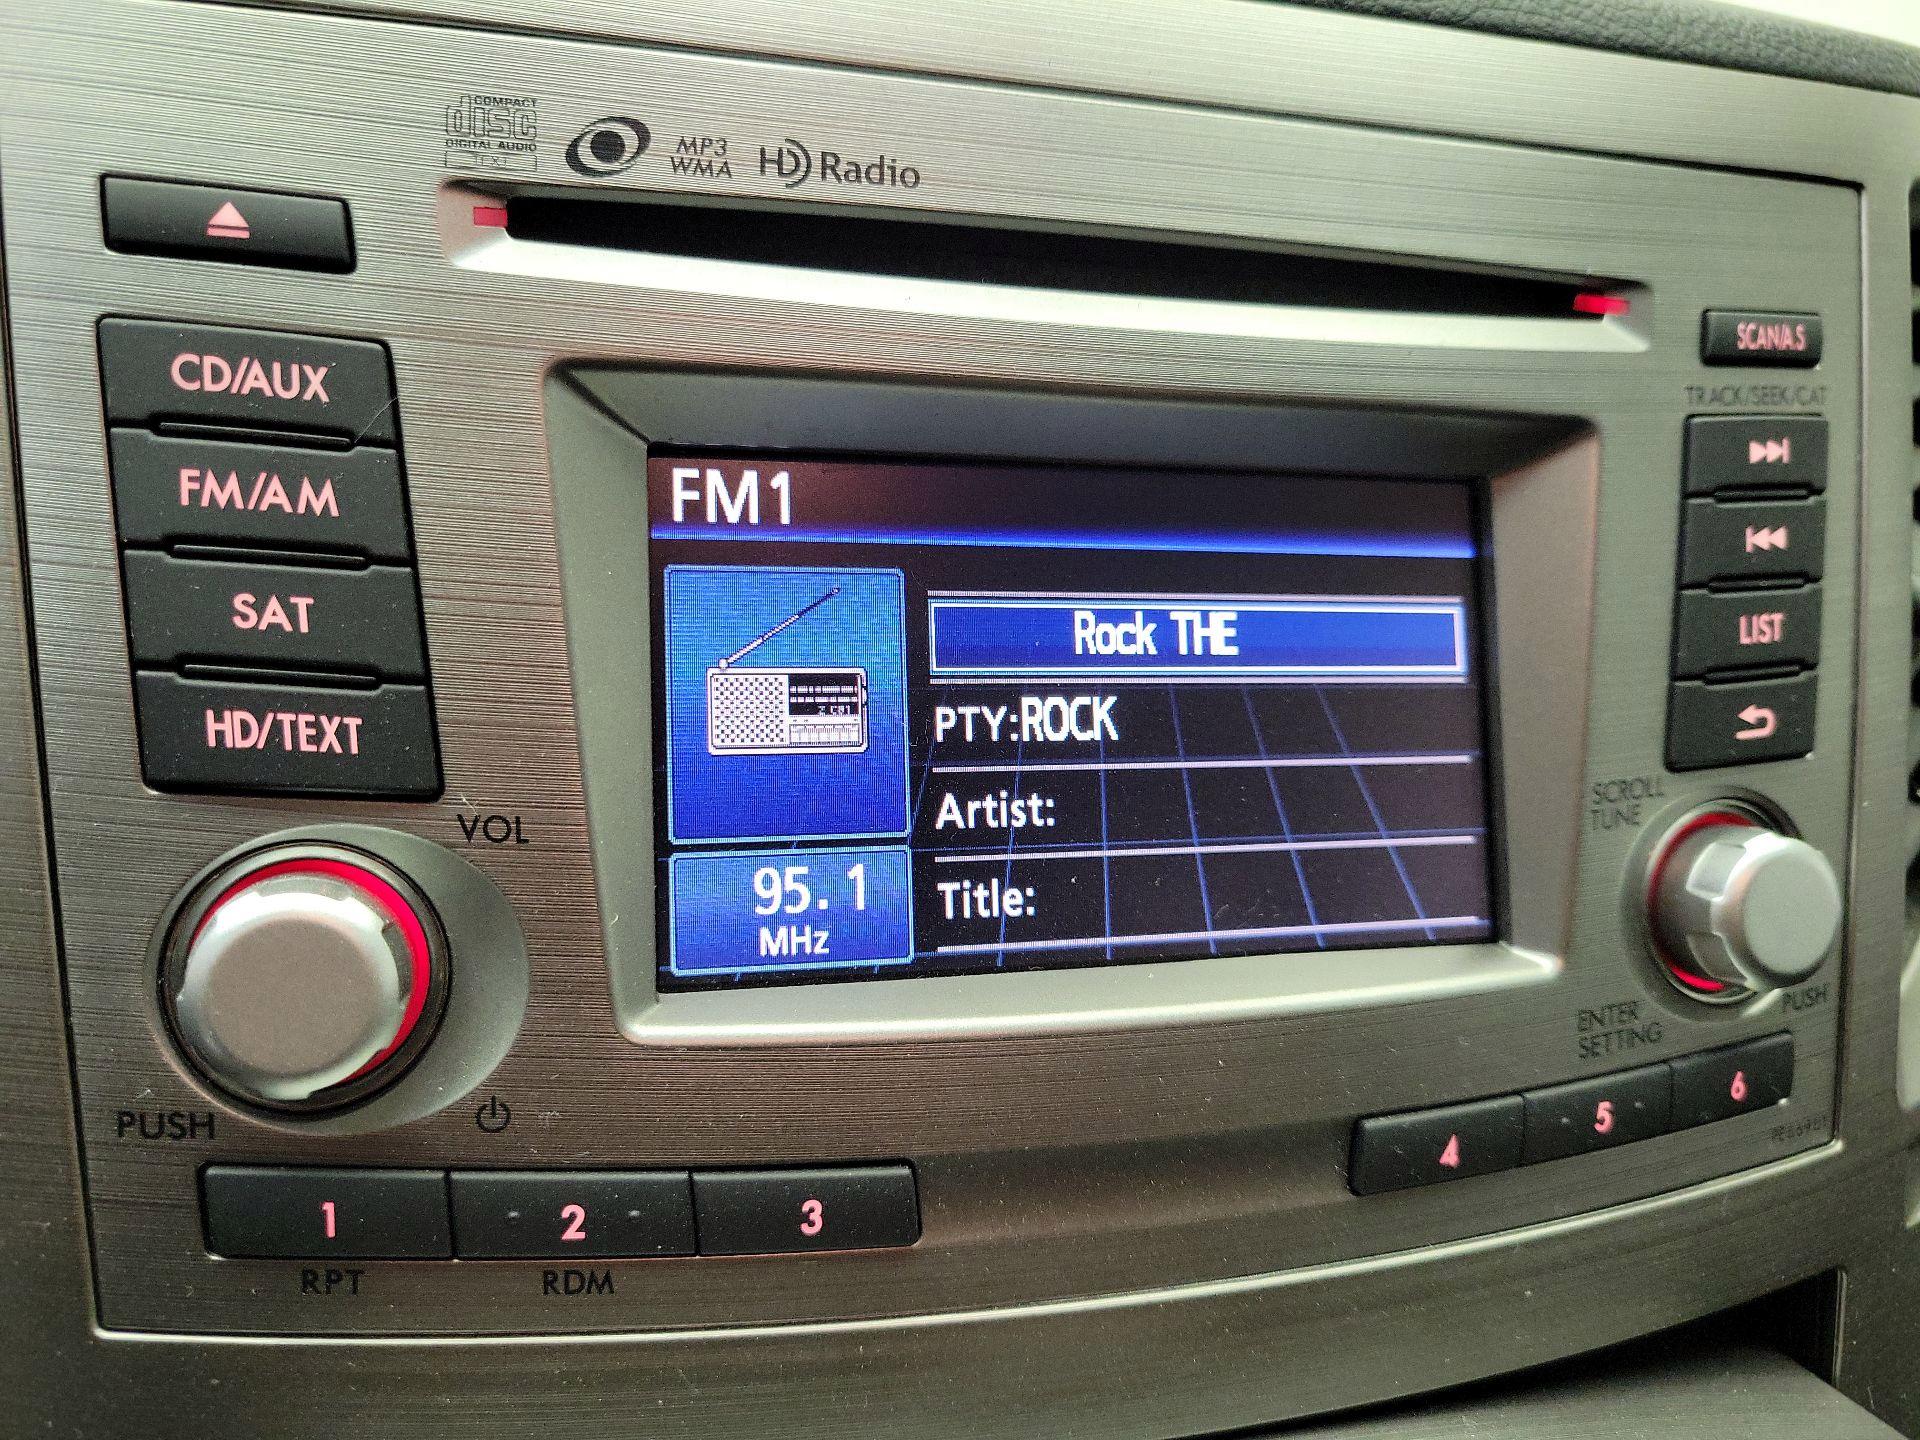 COMPACT
disc
DIGITAL AUDIO
TEXT
MP3
WMA
HD Radio
SCAN/A.S
TRACK/SEEK/CAT
CD/AUX
FM/AM
SAT
HD/TEXT
FM1
Rock THE
PTY:ROCK
Artist:
Title:
95.1
MHz
LIST
SCROLL
TUNE
VOL
PUSH
ENTER
SETTING
PUSH
1
2
3
4
5
6
RPT
RDM